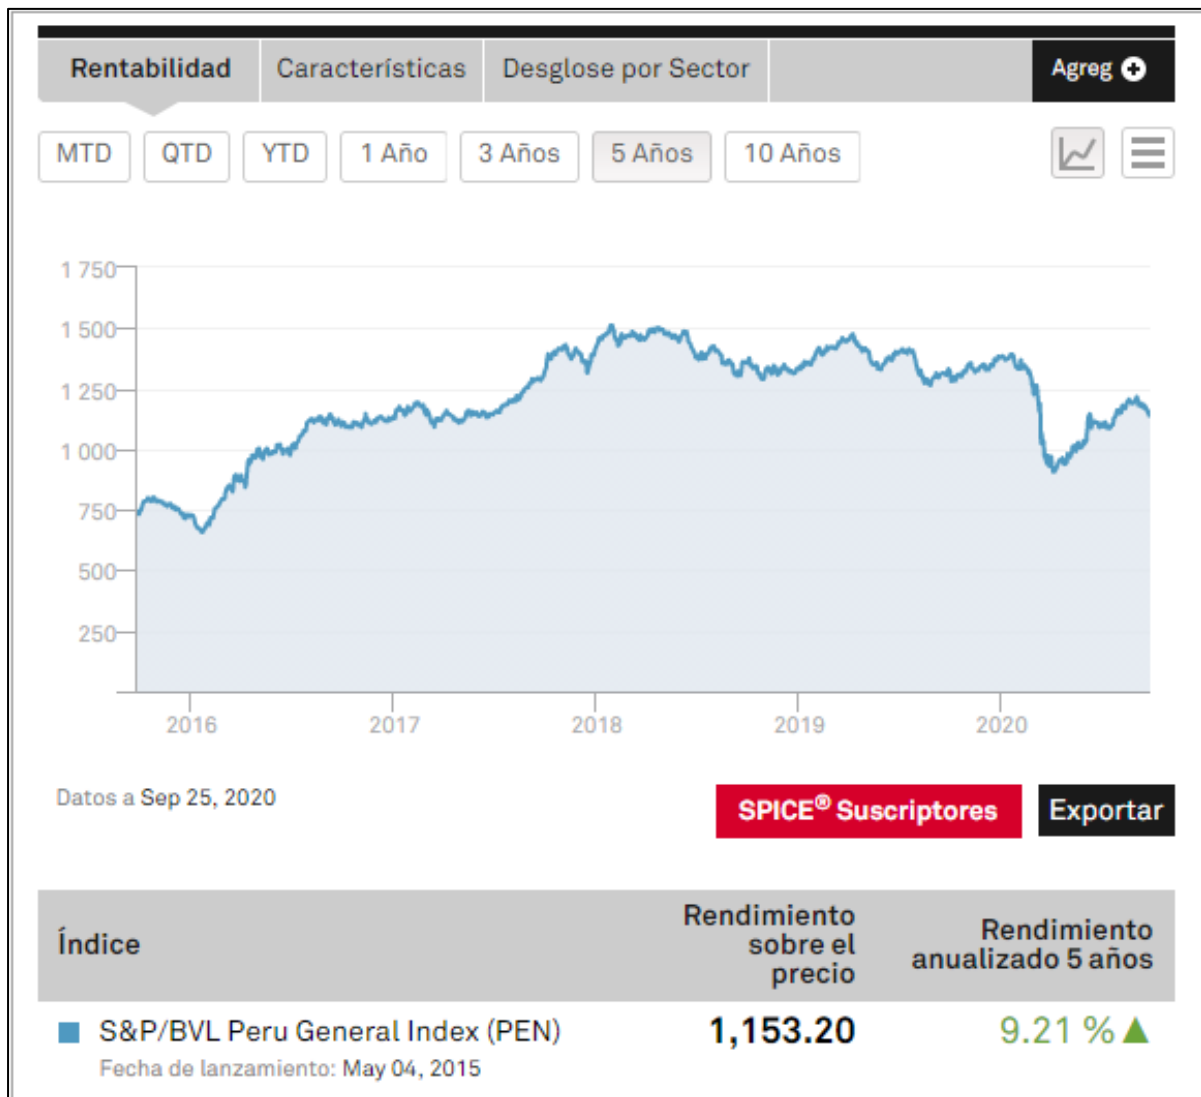 Rentabilidad Características Desglose por Sector Agreg
MTD QTD YTD 1 Año 3 Años 5 Años 10 Años
1 750
1 500
1 250
1 000
750
500
250
2016 2017 2018 2019 2020
Datos a Sep 25, 2020
SPICE® Suscriptores Exportar
Índice
Rendimiento
sobre el
precio
Rendimiento
anualizado 5 años
S&P/BVL Peru General Index (PEN) 1,153.20 9.21 % ▲
Fecha de lanzamiento: May 04, 2015